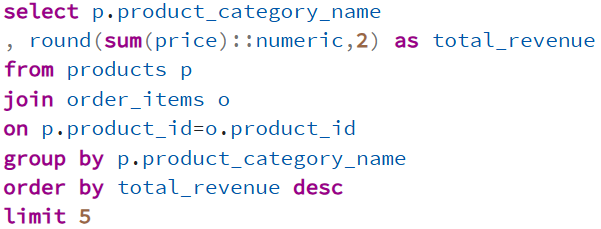 select p.product_category_name
, round(sum(price)::numeric,2) as total_revenue
from products p
join order_items o
on p.product_id=o.product_id
group by p.product_category_name
order by total_revenue desc
limit 5